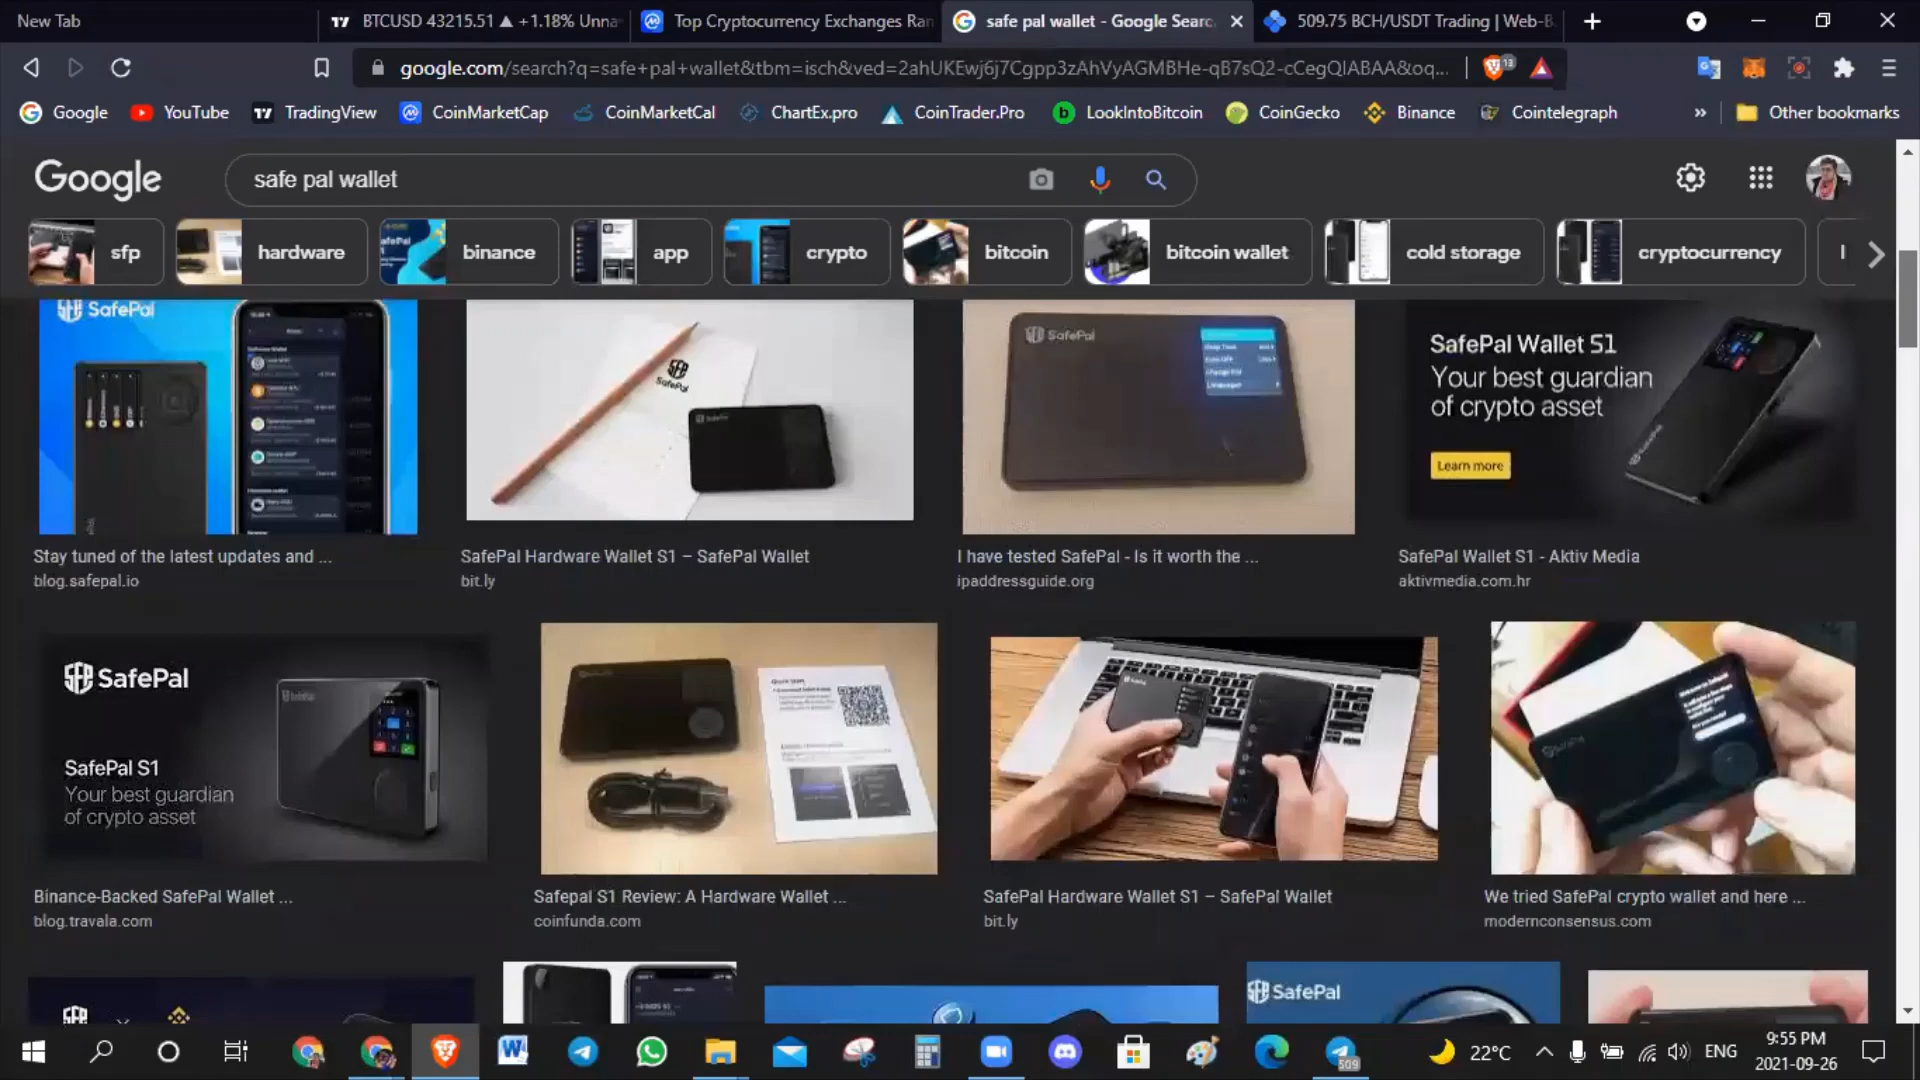 New Tab
BTCUSD 43215.51 ▲ +1.18% Unna
Top Cryptocurrency Exchanges Ran
safe pal wallet - Google Searc
509.75 BCH/USDT Trading | Web-B
google.com/search?q=safe+pal+wallet&tbm=isch&ved=2ahUKEwj6j7Cgpp3zAhVyAGMBHe-qB7sQ2-cCegQIABAA&oq...
13
Google
YouTube
TradingView
CoinMarketCap
CoinMarketCal
ChartEx.pro
CoinTrader.Pro
LookIntoBitcoin
CoinGecko
Binance
Cointelegraph
Other bookmarks
Google
safe pal wallet
sfp
hardware
binance
app
crypto
bitcoin
bitcoin wallet
cold storage
cryptocurrency
SafePal
SafePal
SafePal
SafePal Wallet S1
Your best guardian
of crypto asset
Learn more
Stay tuned of the latest updates and ...
blog.safepal.io
SafePal Hardware Wallet S1 – SafePal Wallet
bit.ly
I have tested SafePal - Is it worth the ...
ipaddressguide.org
SafePal Wallet S1 - Aktiv Media
aktivmedia.com.hr
SafePal
SafePal S1
Your best guardian
of crypto asset
Binance-Backed SafePal Wallet ...
blog.travala.com
Safepal S1 Review: A Hardware Wallet ...
coinfunda.com
SafePal Hardware Wallet S1 – SafePal Wallet
bit.ly
We tried SafePal crypto wallet and here ...
modernconsensus.com
SafePal
509
22°C
ENG
9:55 PM
2021-09-26